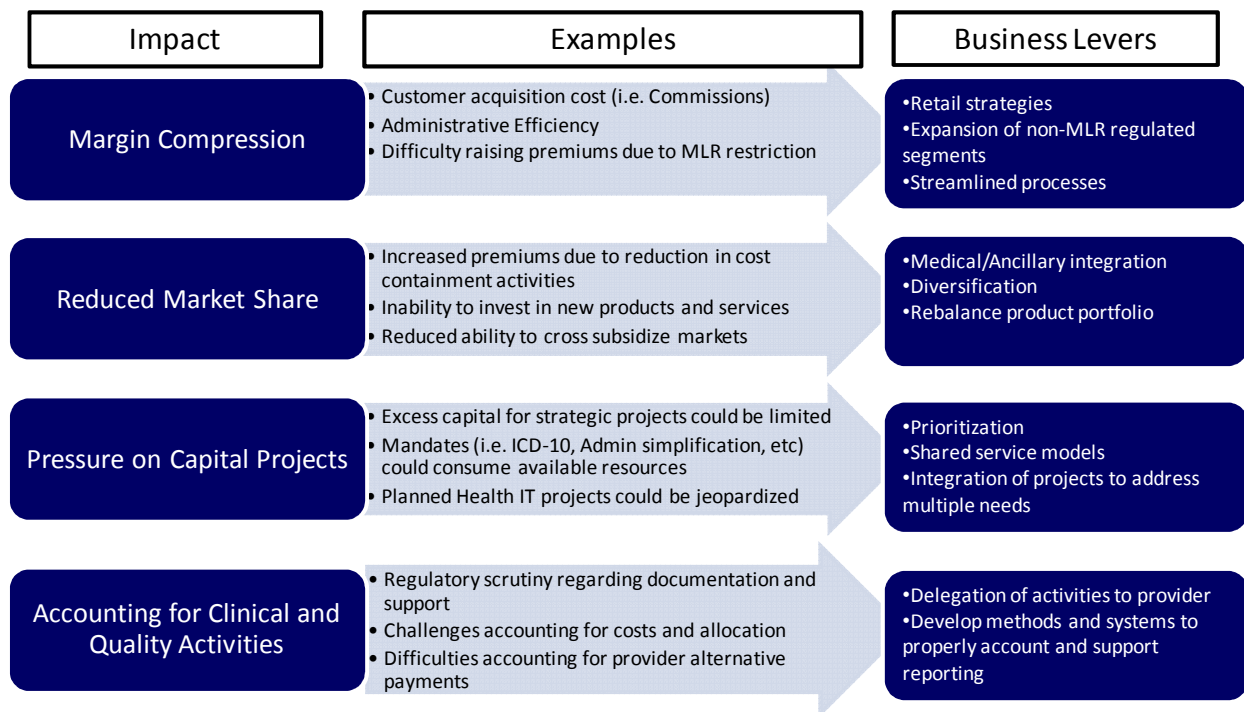 Impact
Examples
Business Levers
Margin Compression
• Customer acquisition cost (i.e. Commissions)
• Administrative Efficiency
• Difficulty raising premiums due to MLR restriction
•Retail strategies
•Expansion of non-MLR regulated
segments
•Streamlined processes
Reduced Market Share
• Increased premiums due to reduction in cost
containment activities
• Inability to invest in new products and services
• Reduced ability to cross subsidize markets
•Medical/Ancillary integration
•Diversification
•Rebalance product portfolio
Pressure on Capital Projects
• Excess capital for strategic projects could be limited
• Mandates (i.e. ICD-10, Admin simplification, etc)
could consume available resources
• Planned Health IT projects could be jeopardized
•Prioritization
•Shared service models
•Integration of projects to address
multiple needs
Accounting for Clinical and
Quality Activities
• Regulatory scrutiny regarding documentation and
support
• Challenges accounting for costs and allocation
• Difficulties accounting for provider alternative
payments
•Delegation of activities to provider
•Develop methods and systems to
properly account and support
reporting